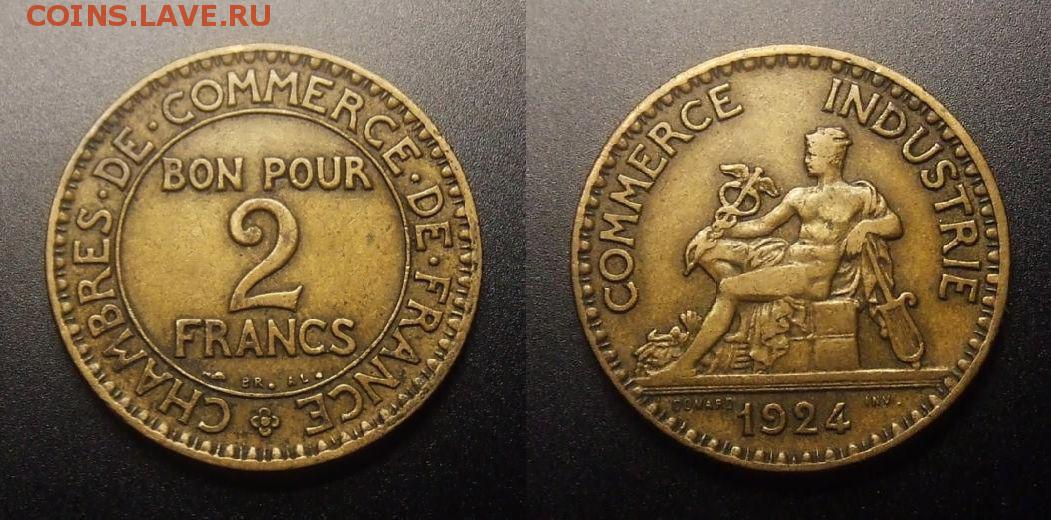 COINS.LAVE.RU
CHAMBRES·DE·COMMERCE·DE·FRANCE
BON POUR
2
FRANCS
BR. AL.
COMMERCE INDUSTRIE
DOMARD INV.
1924